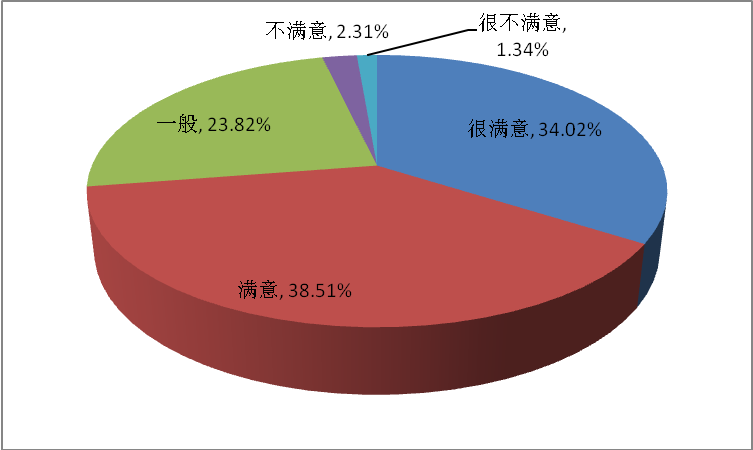 不满意, 2.31%
很不满意,
1.34%
一般, 23.82%
很满意, 34.02%
满意, 38.51%